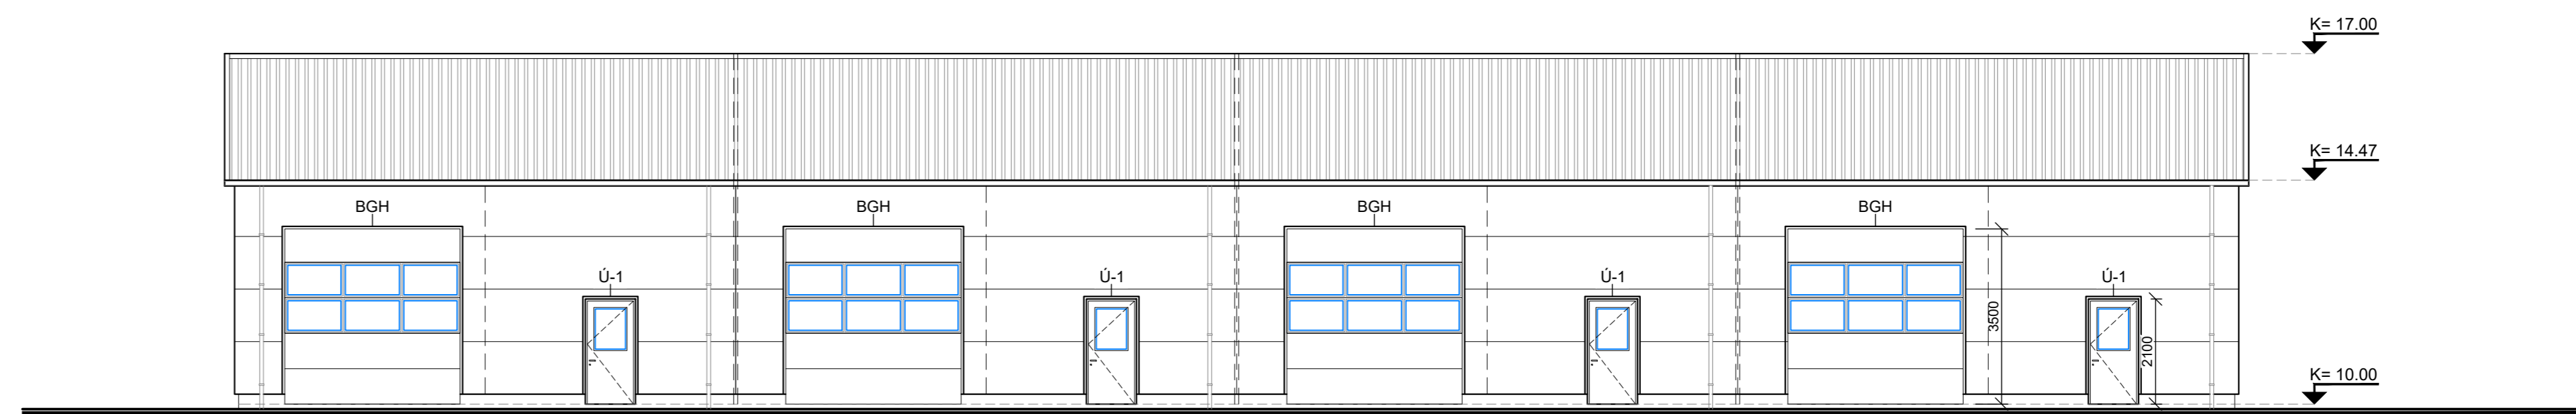 K= 17.00
K= 14.47
BGH
BGH
BGH
BGH
Ú-1
Ú-1
Ú-1
Ú-1
3500
2100
K= 10.00